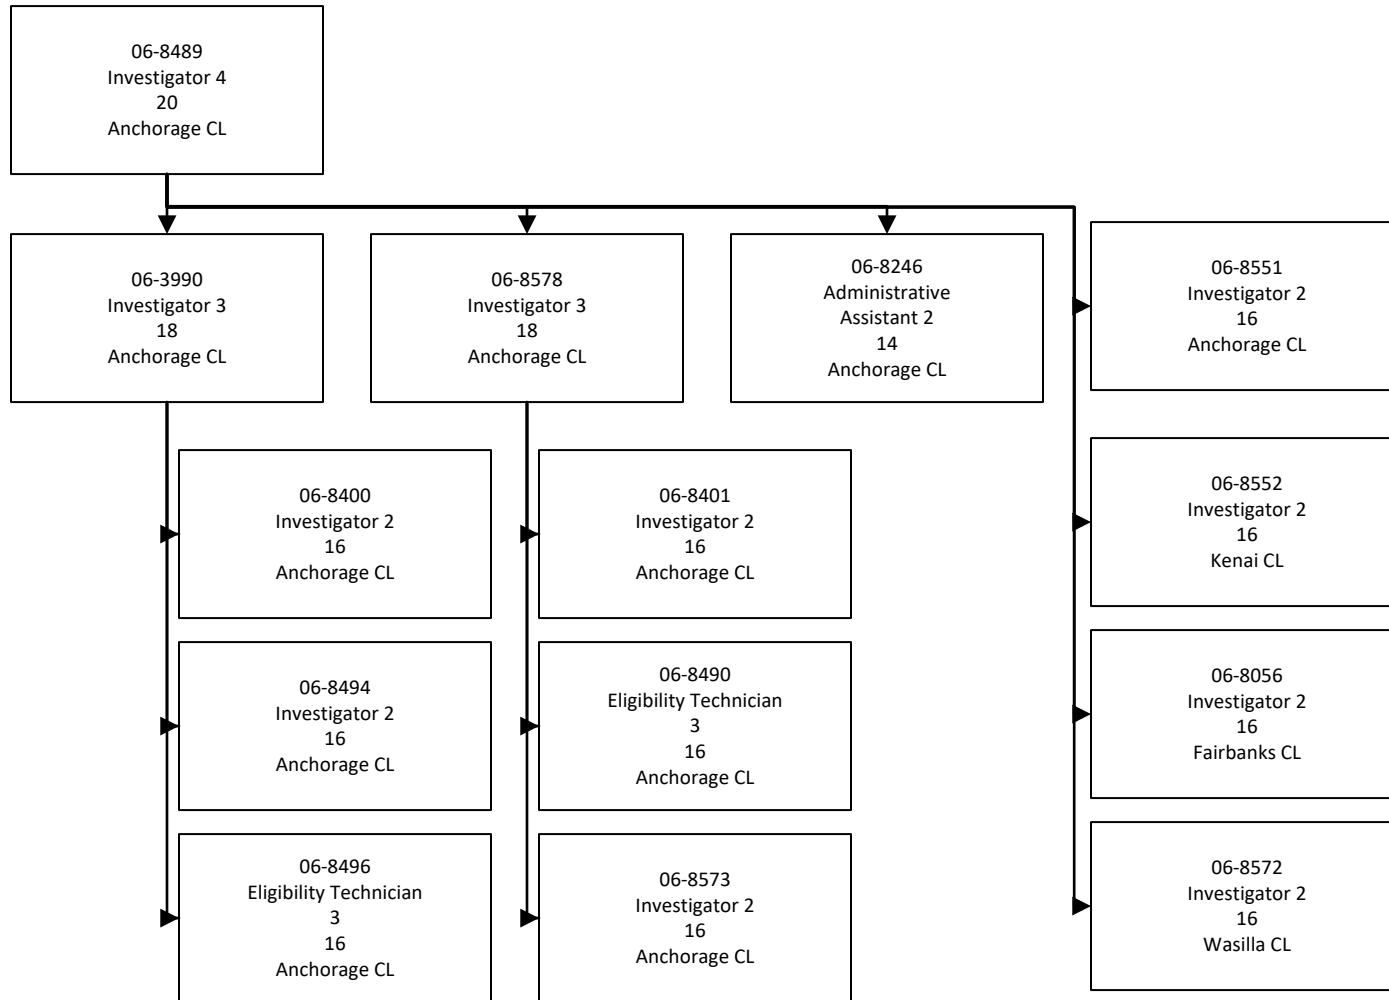 06-8489
Investigator 4
20
Anchorage CL
06-3990
Investigator 3
18
Anchorage CL
06-8578
Investigator 3
18
Anchorage CL
06-8246
Administrative
Assistant 2
14
Anchorage CL
06-8551
Investigator 2
16
Anchorage CL
06-8400
Investigator 2
16
Anchorage CL
06-8401
Investigator 2
16
Anchorage CL
06-8552
Investigator 2
16
Kenai CL
06-8494
Investigator 2
16
Anchorage CL
06-8490
Eligibility Technician
3
16
Anchorage CL
06-8056
Investigator 2
16
Fairbanks CL
06-8496
Eligibility Technician
3
16
Anchorage CL
06-8573
Investigator 2
16
Anchorage CL
06-8572
Investigator 2
16
Wasilla CL